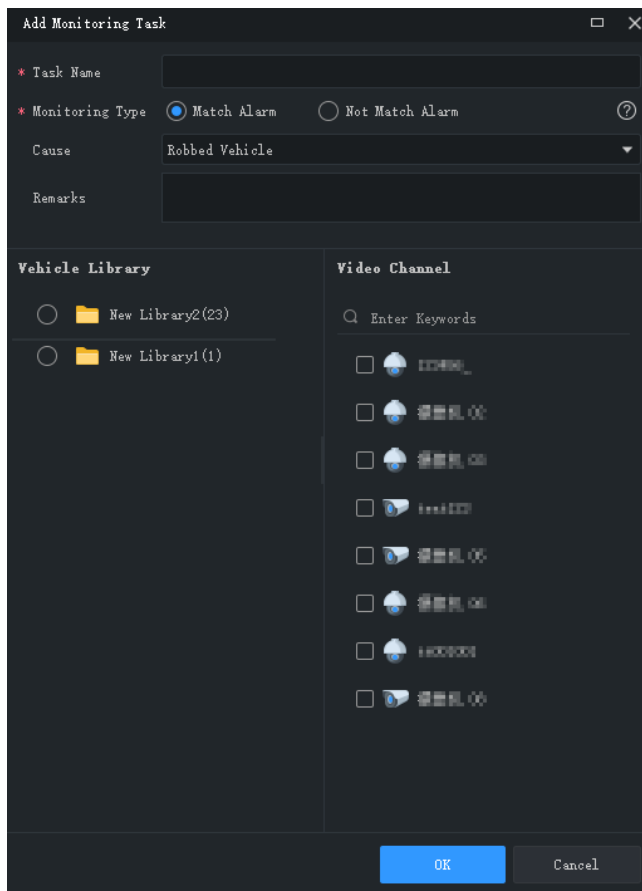 Add Monitoring Task
* Task Name
* Monitoring Type Match Alarm Not Match Alarm ?
Cause Robbed Vehicle
Remarks
Vehicle Library
New Library2(23)
New Library1(1)
Video Channel
Enter Keywords
OK Cancel